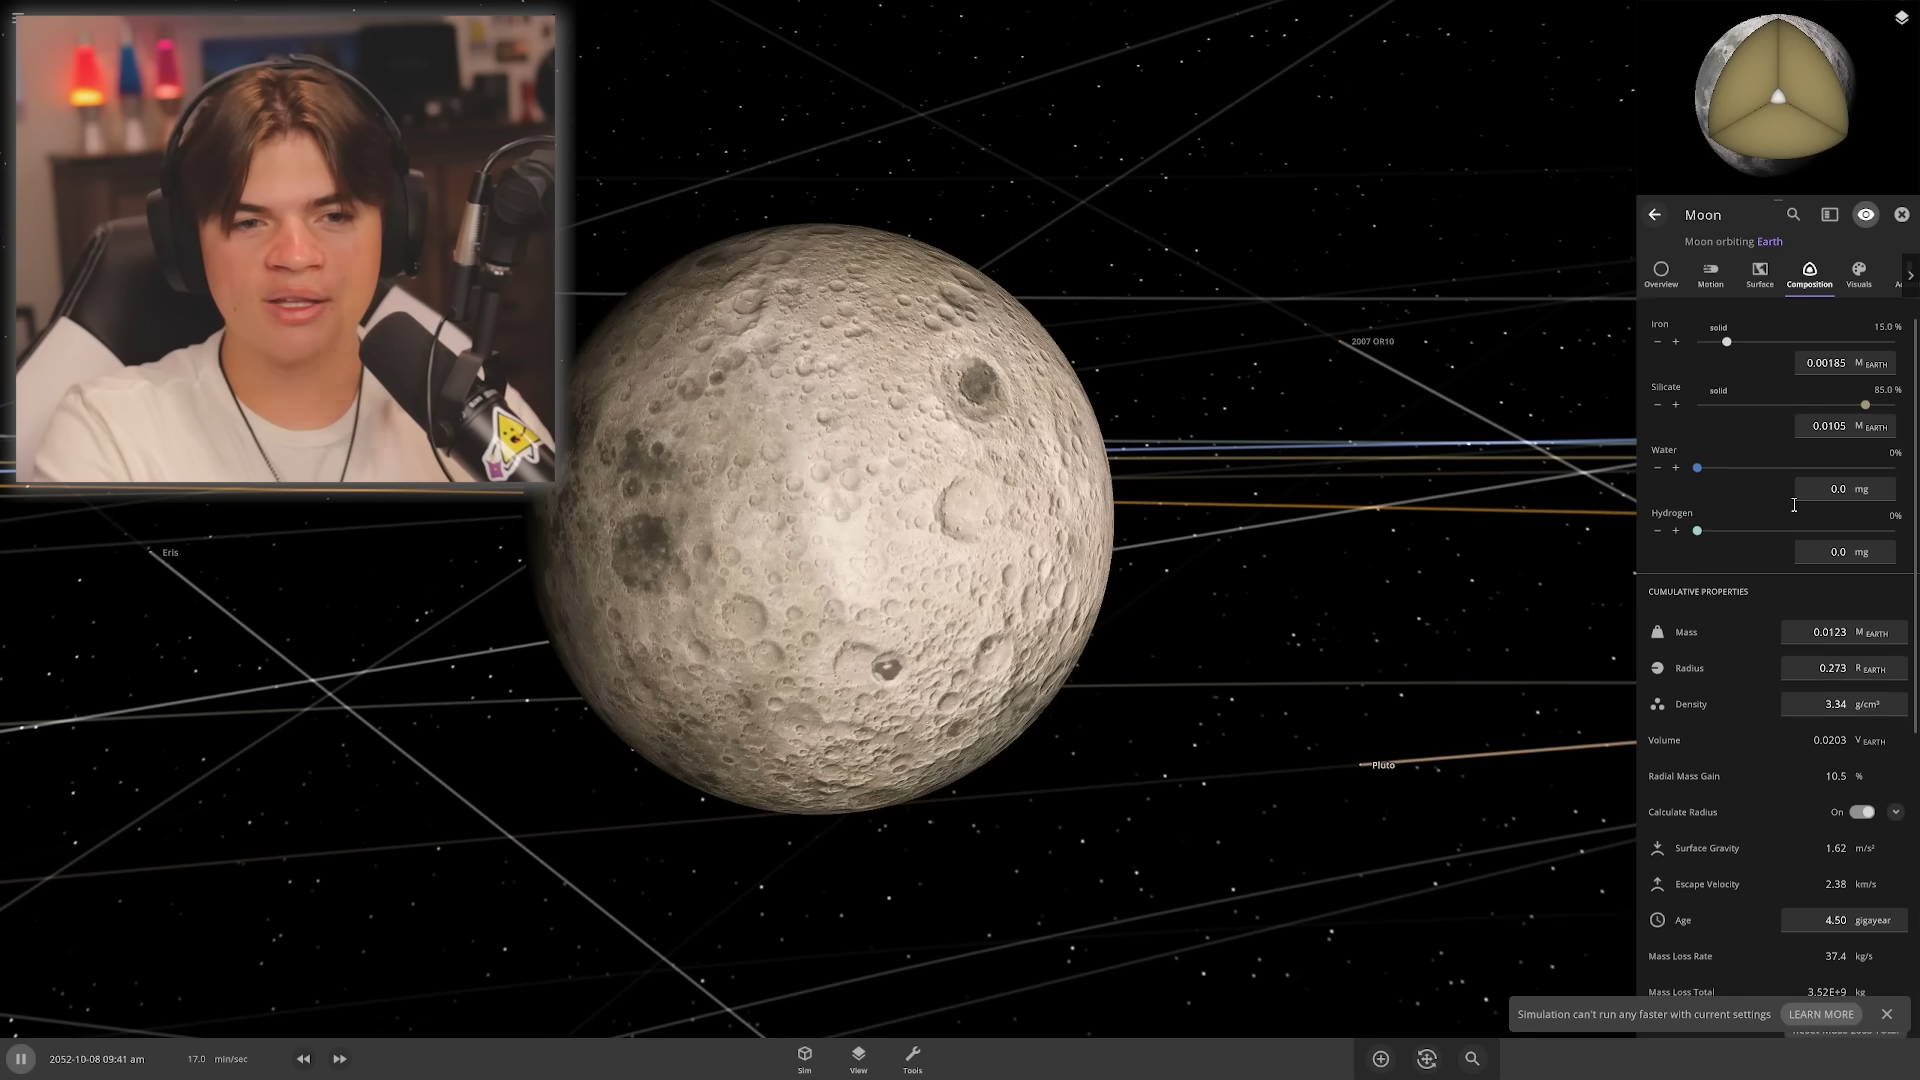 Moon
Moon orbiting Earth
Overview
Motion
Surface
Composition
Visuals
Iron
solid
15.0 %
0.00185 M EARTH
Silicate
solid
85.0 %
0.0105 M EARTH
Water
0%
0.0 mg
Hydrogen
0%
0.0 mg
CUMULATIVE PROPERTIES
Mass 0.0123 M EARTH
Radius 0.273 R EARTH
Density 3.34 g/cm³
Volume 0.0203 V EARTH
Radial Mass Gain 10.5 %
Calculate Radius On
Surface Gravity 1.62 m/s²
Escape Velocity 2.38 km/s
Age 4.50 gigayear
Mass Loss Rate 37.4 kg/s
Mass Loss Total 3.52E+9 kg
Simulation can't run any faster with current settings LEARN MORE
2007 OR10
Eris
Pluto
2052-10-08 09:41 am 17.0 min/sec
Sim
View
Tools